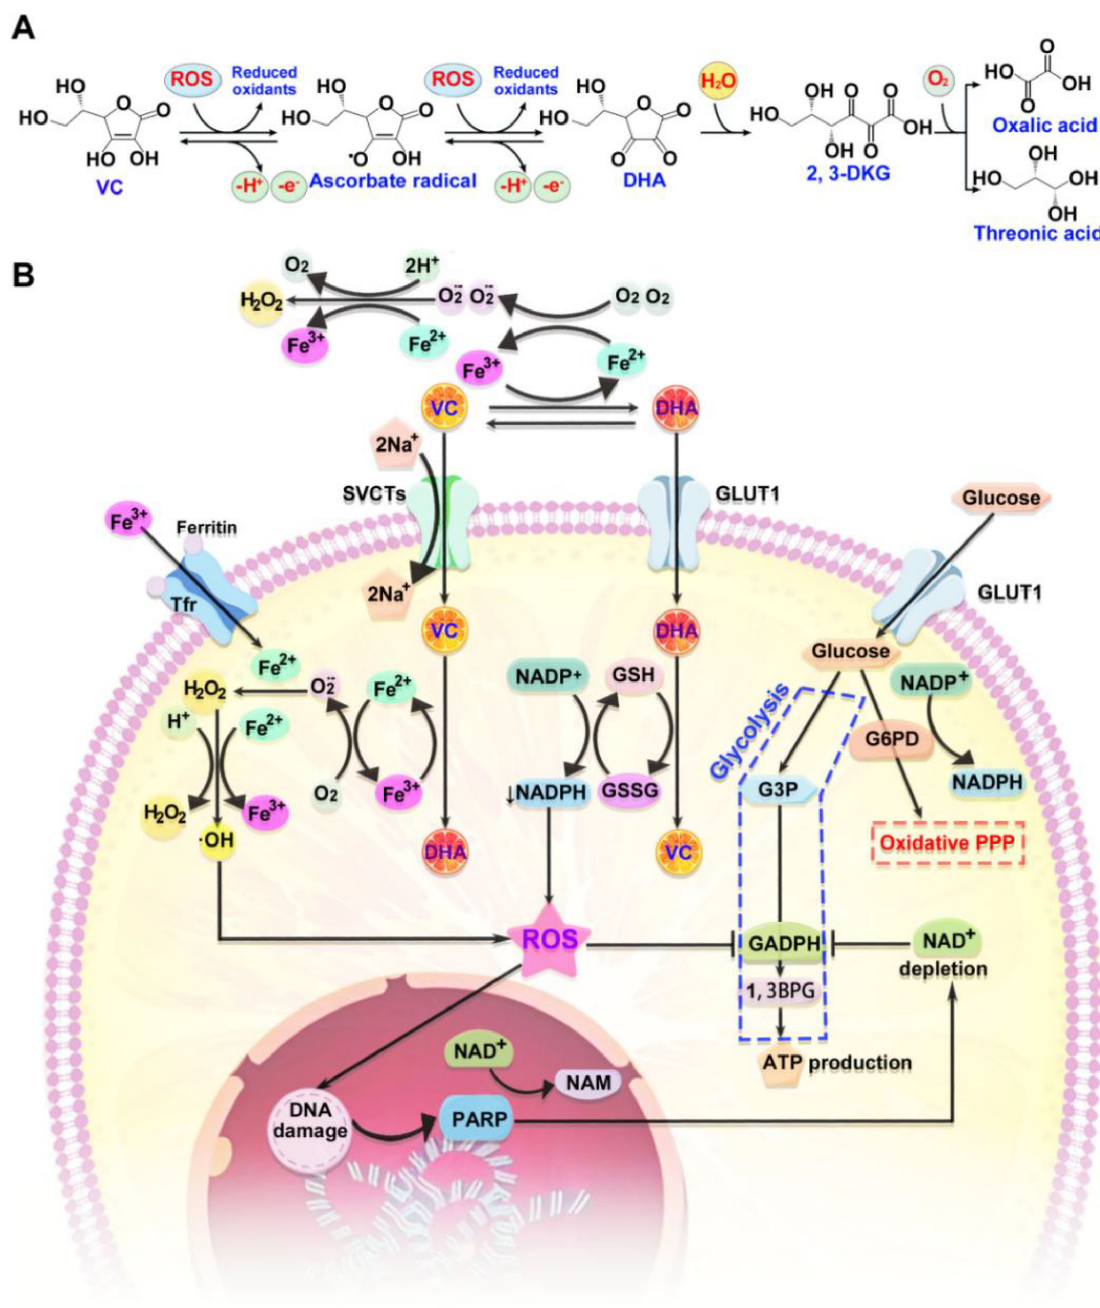 A
HO
HO
O
O
HO
OH
VC
ROS
Reduced
oxidants
-H⁺
-e⁻
HO
HO
O
O
•O
OH
Ascorbate radical
ROS
Reduced
oxidants
-H⁺
-e⁻
HO
HO
O
O
O
O
DHA
H₂O
OH
O
O
HO
OH
OH
O
2, 3-DKG
O₂
O
HO
OH
O
Oxalic acid
OH
HO
OH
OH
Threonic acid
B
O₂
2H⁺
H₂O₂
O₂·⁻
O₂·⁻
O₂
O₂
Fe³⁺
Fe²⁺
Fe³⁺
Fe²⁺
VC
DHA
2Na⁺
SVCTs
GLUT1
Glucose
Fe³⁺
Ferritin
Tfr
2Na⁺
GLUT1
VC
DHA
Glucose
Fe²⁺
H₂O₂
O₂·⁻
Fe²⁺
NADP⁺
GSH
NADP⁺
H⁺
Fe²⁺
Glycolysis
G6PD
O₂
Fe³⁺
↓NADPH
GSSG
G3P
NADPH
H₂O₂
Fe³⁺
·OH
DHA
VC
Oxidative PPP
ROS
GADPH
NAD⁺
depletion
1, 3BPG
NAD⁺
NAM
ATP production
DNA
damage
PARP